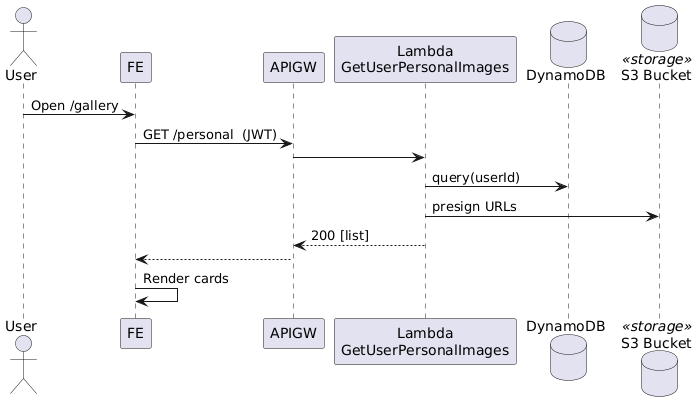 User
FE
APIGW
Lambda
GetUserPersonalImages
DynamoDB
«storage»
S3 Bucket
Open /gallery
GET /personal  (JWT)
query(userId)
presign URLs
200 [list]
Render cards
User
FE
APIGW
Lambda
GetUserPersonalImages
DynamoDB
«storage»
S3 Bucket